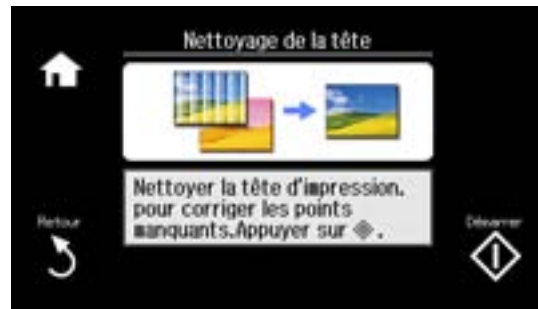 Nettoyage de la tête
Nettoyer la tête d'impression.
pour corriger les points
manquants.Appuyer sur .
Retour
Démarrer